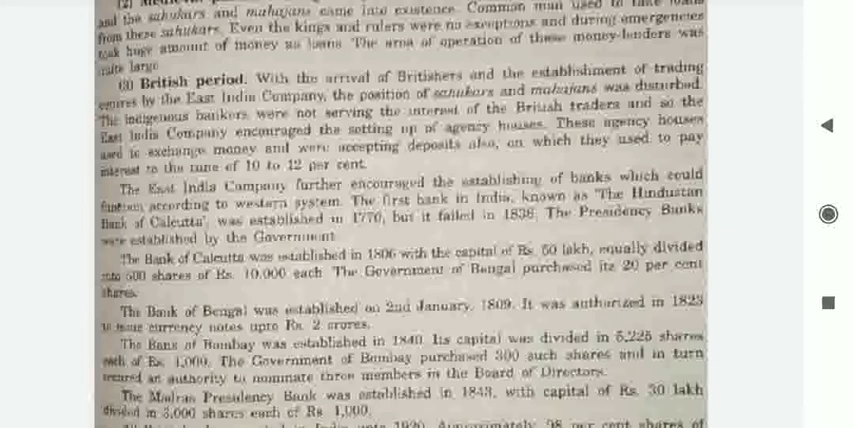 and the sahukars and mahajans came into existence. Common man used to take loans
from these sahukars. Even the kings and rulers were no exceptions and during emergencies
took huge amount of money as loans. The area of operation of these money-lenders was
quite large.
(3) British period. With the arrival of Britishers and the establishment of trading
centres by the East India Company, the position of sahukars and mahajans was disturbed.
The indigenous bankers were not serving the interest of the British traders and so the
East India Company encouraged the setting up of agency houses. These agency houses
used to exchange money and were accepting deposits also, on which they used to pay
interest to the tune of 10 to 12 per cent.
The East India Company further encouraged the establishing of banks which could
function according to western system. The first bank in India, known as 'The Hindustan
Bank of Calcutta', was established in 1770, but it failed in 1836. The Presidency Banks
were established by the Government.
The Bank of Calcutta was established in 1806 with the capital of Rs. 50 lakh, equally divided
into 500 shares of Rs. 10,000 each. The Government of Bengal purchased its 20 per cent
shares.
The Bank of Bengal was established on 2nd January, 1809. It was authorized in 1823
to issue currency notes upto Rs. 2 crores.
The Bank of Bombay was established in 1840. Its capital was divided in 5,225 shares
each of Rs. 1,000. The Government of Bombay purchased 300 such shares and in turn
secured an authority to nominate three members in the Board of Directors.
The Madras Presidency Bank was established in 1843, with capital of Rs. 30 lakh
divided in 3,000 shares each of Rs. 1,000.
1920. Approximately 98 per cent shares of